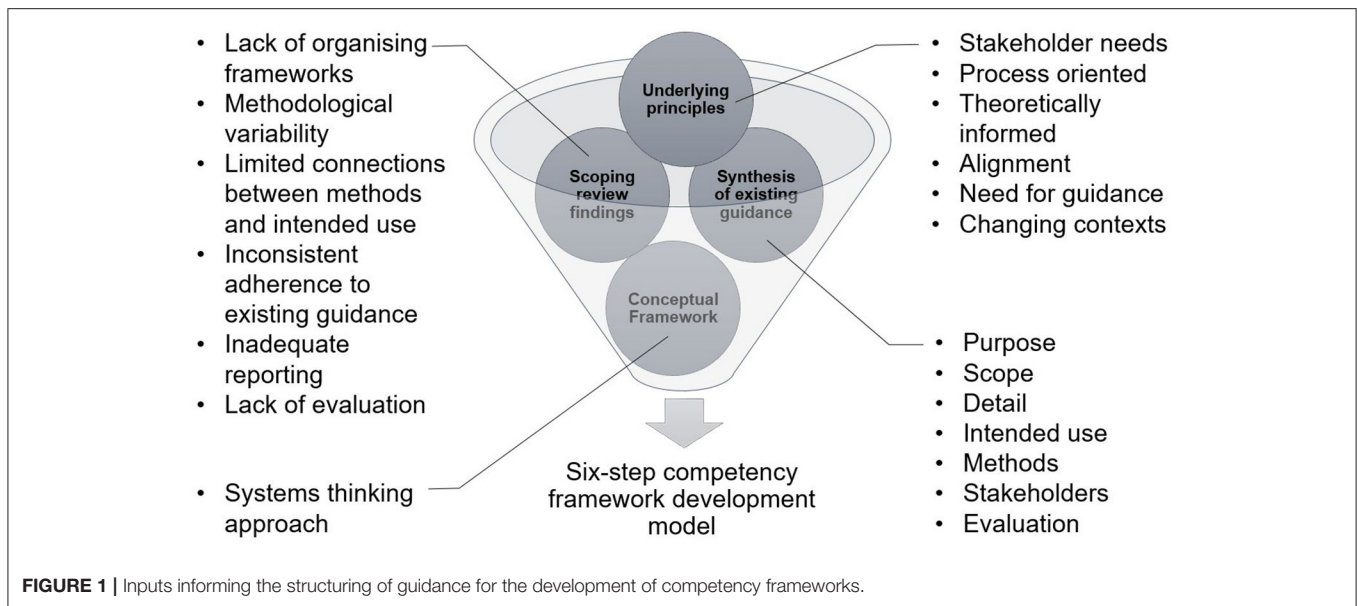 • Lack of organising
frameworks
• Methodological
variability
• Limited connections
between methods
and intended use
• Inconsistent
adherence to
existing guidance
• Inadequate
reporting
• Lack of evaluation
• Systems thinking
approach
Underlying
principles
Scoping
review
findings
Synthesis
of existing
guidance
Conceptual
Framework
Six-step competency
framework development
model
• Stakeholder needs
• Process oriented
• Theoretically
informed
• Alignment
• Need for guidance
• Changing contexts
• Purpose
• Scope
• Detail
• Intended use
• Methods
• Stakeholders
• Evaluation
FIGURE 1 | Inputs informing the structuring of guidance for the development of competency frameworks.